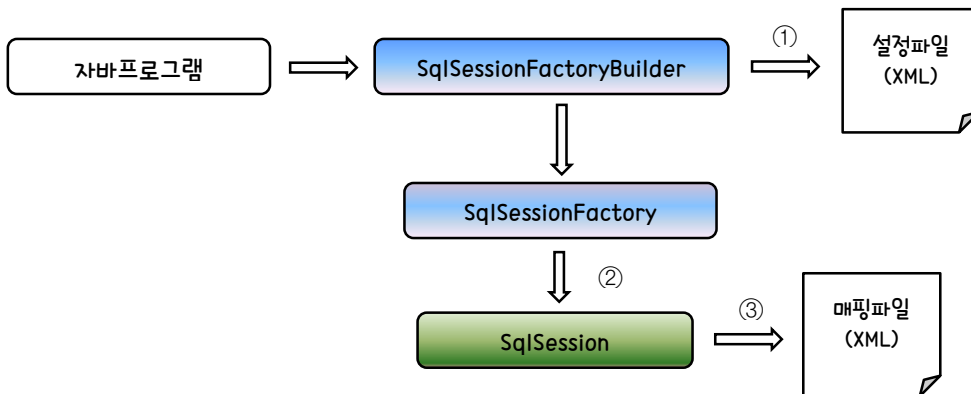 자바프로그램
SqlSessionFactoryBuilder
①
설정파일
(XML)
SqlSessionFactory
②
SqlSession
③
매핑파일
(XML)